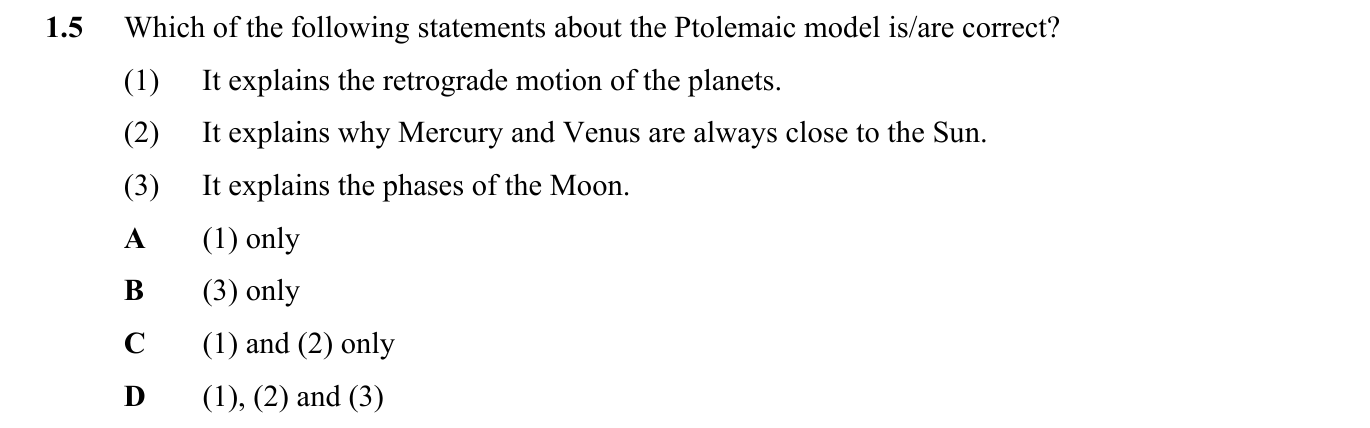 1.5 Which of the following statements about the Ptolemaic model is/are correct?
(1) It explains the retrograde motion of the planets.
(2) It explains why Mercury and Venus are always close to the Sun.
(3) It explains the phases of the Moon.
A (1) only
B (3) only
C (1) and (2) only
D (1), (2) and (3)